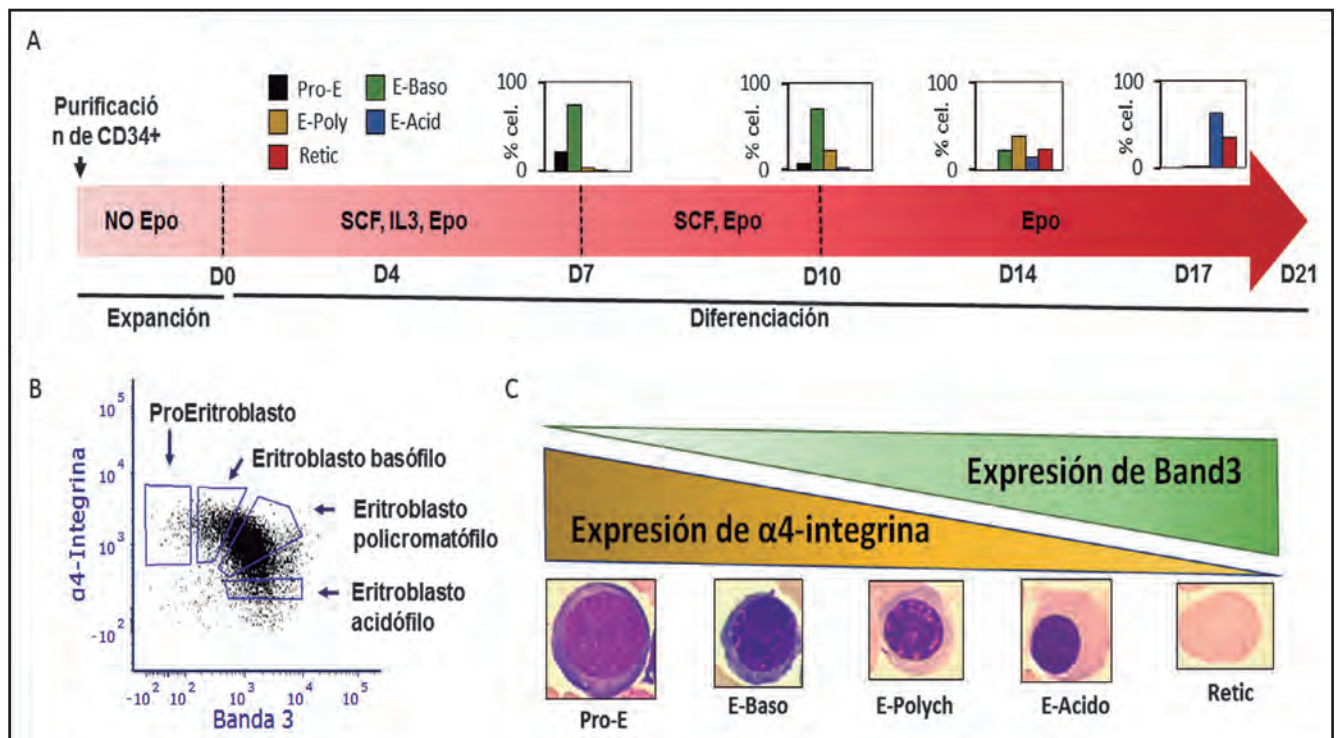 A
Purificació
n de CD34+
Pro-E
E-Baso
E-Poly
E-Acid
Retic
100
% cel.
0
100
% cel.
0
100
% cel.
0
100
% cel.
0
NO Epo
SCF, IL3, Epo
SCF, Epo
Epo
D0
D4
D7
D10
D14
D17
D21
Expanción
Diferenciación
B
α4-Integrina
10^5
10^4
10^3
-10^2
ProEritroblasto
Eritroblasto basófilo
Eritroblasto
policromatófilo
Eritroblasto
acidófilo
-10^2
10^2
10^3
10^4
10^5
Banda 3
C
Expresión de Band3
Expresión de α4-integrina
Pro-E
E-Baso
E-Polych
E-Acido
Retic